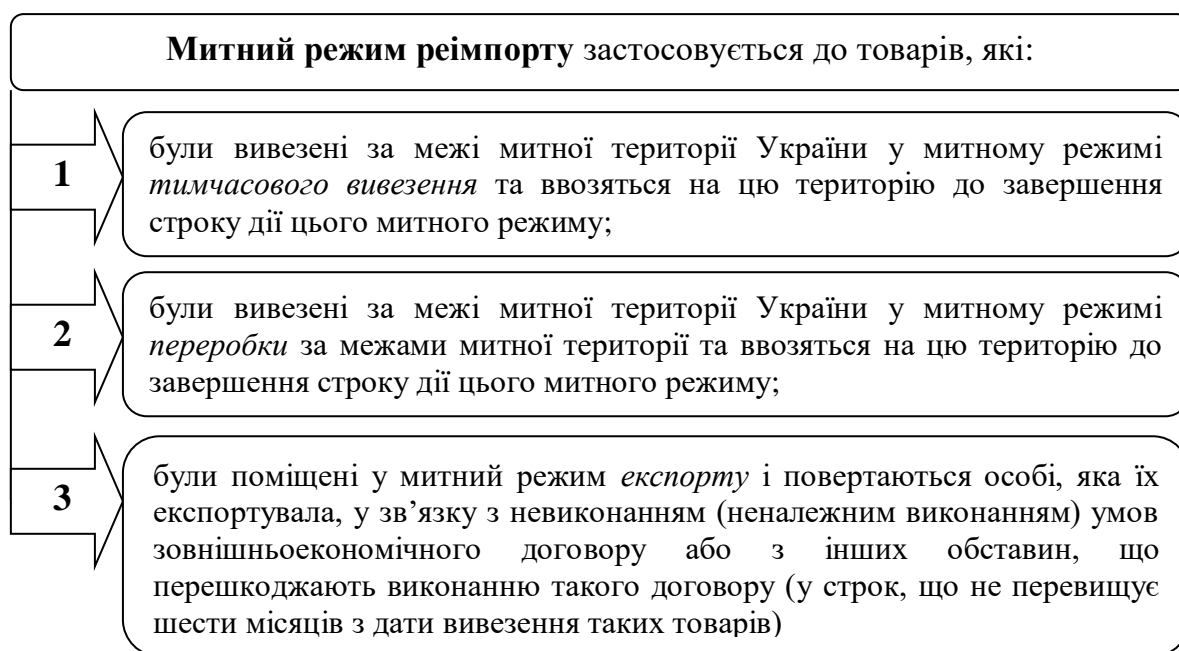 Митний режим реімпорту застосовується до товарів, які:
1
були вивезені за межі митної території України у митному режимі
тимчасового вивезення та ввозяться на цю територію до завершення
строку дії цього митного режиму;
2
були вивезені за межі митної території України у митному режимі
переробки за межами митної території та ввозяться на цю територію до
завершення строку дії цього митного режиму;
3
були поміщені у митний режим експорту і повертаються особі, яка їх
експортувала, у зв’язку з невиконанням (неналежним виконанням) умов
зовнішньоекономічного договору або з інших обставин, що
перешкоджають виконанню такого договору (у строк, що не перевищує
шести місяців з дати вивезення таких товарів)